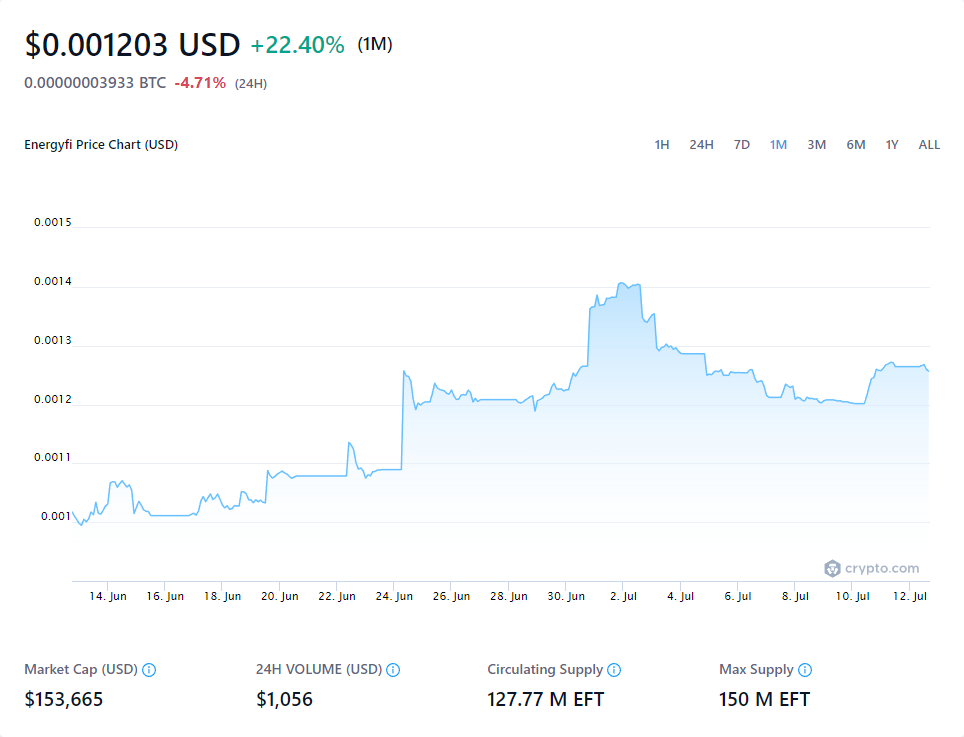 $0.001203 USD +22.40% (1M)
0.00000003933 BTC -4.71% (24H)
Energyfi Price Chart (USD)
1H 24H 7D 1M 3M 6M 1Y ALL
0.0015
0.0014
0.0013
0.0012
0.0011
0.001
crypto.com
14. Jun 16. Jun 18. Jun 20. Jun 22. Jun 24. Jun 26. Jun 28. Jun 30. Jun 2. Jul 4. Jul 6. Jul 8. Jul 10. Jul 12. Jul
Market Cap (USD) 24H VOLUME (USD) Circulating Supply Max Supply
$153,665 $1,056 127.77 M EFT 150 M EFT